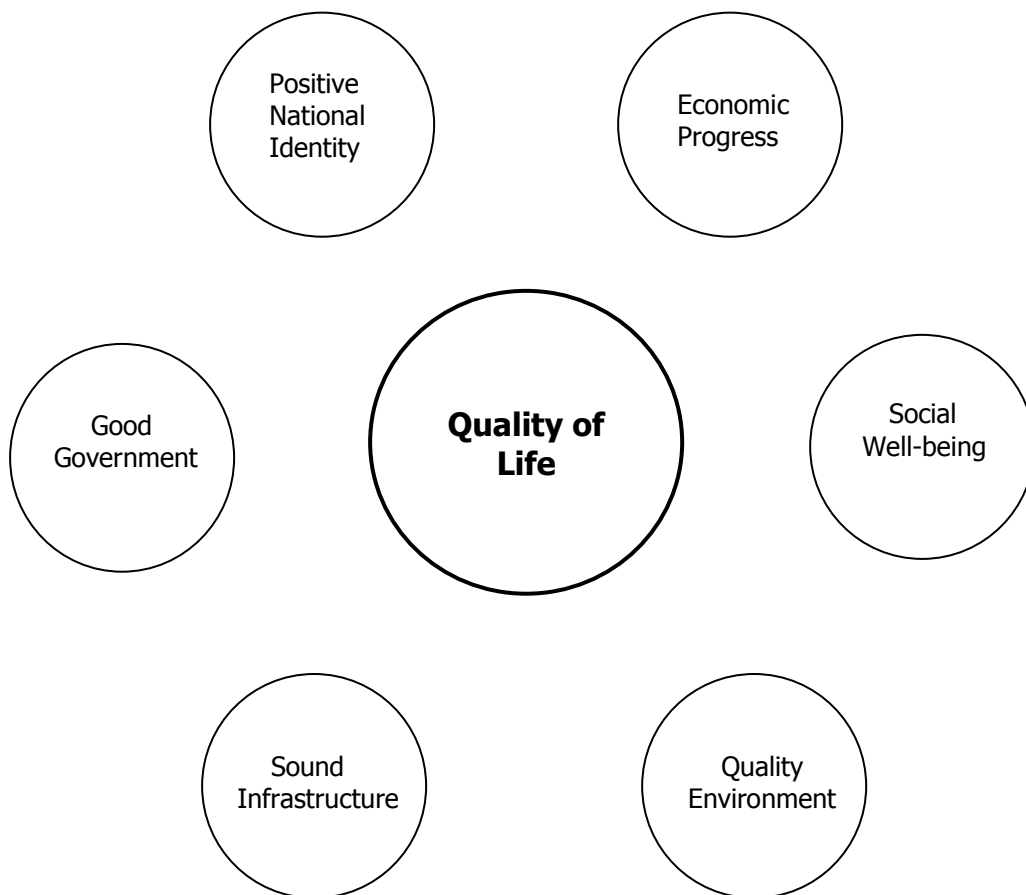 Positive
National
Identity
Economic
Progress
Good
Government
Quality of
Life
Social
Well-being
Sound
Infrastructure
Quality
Environment